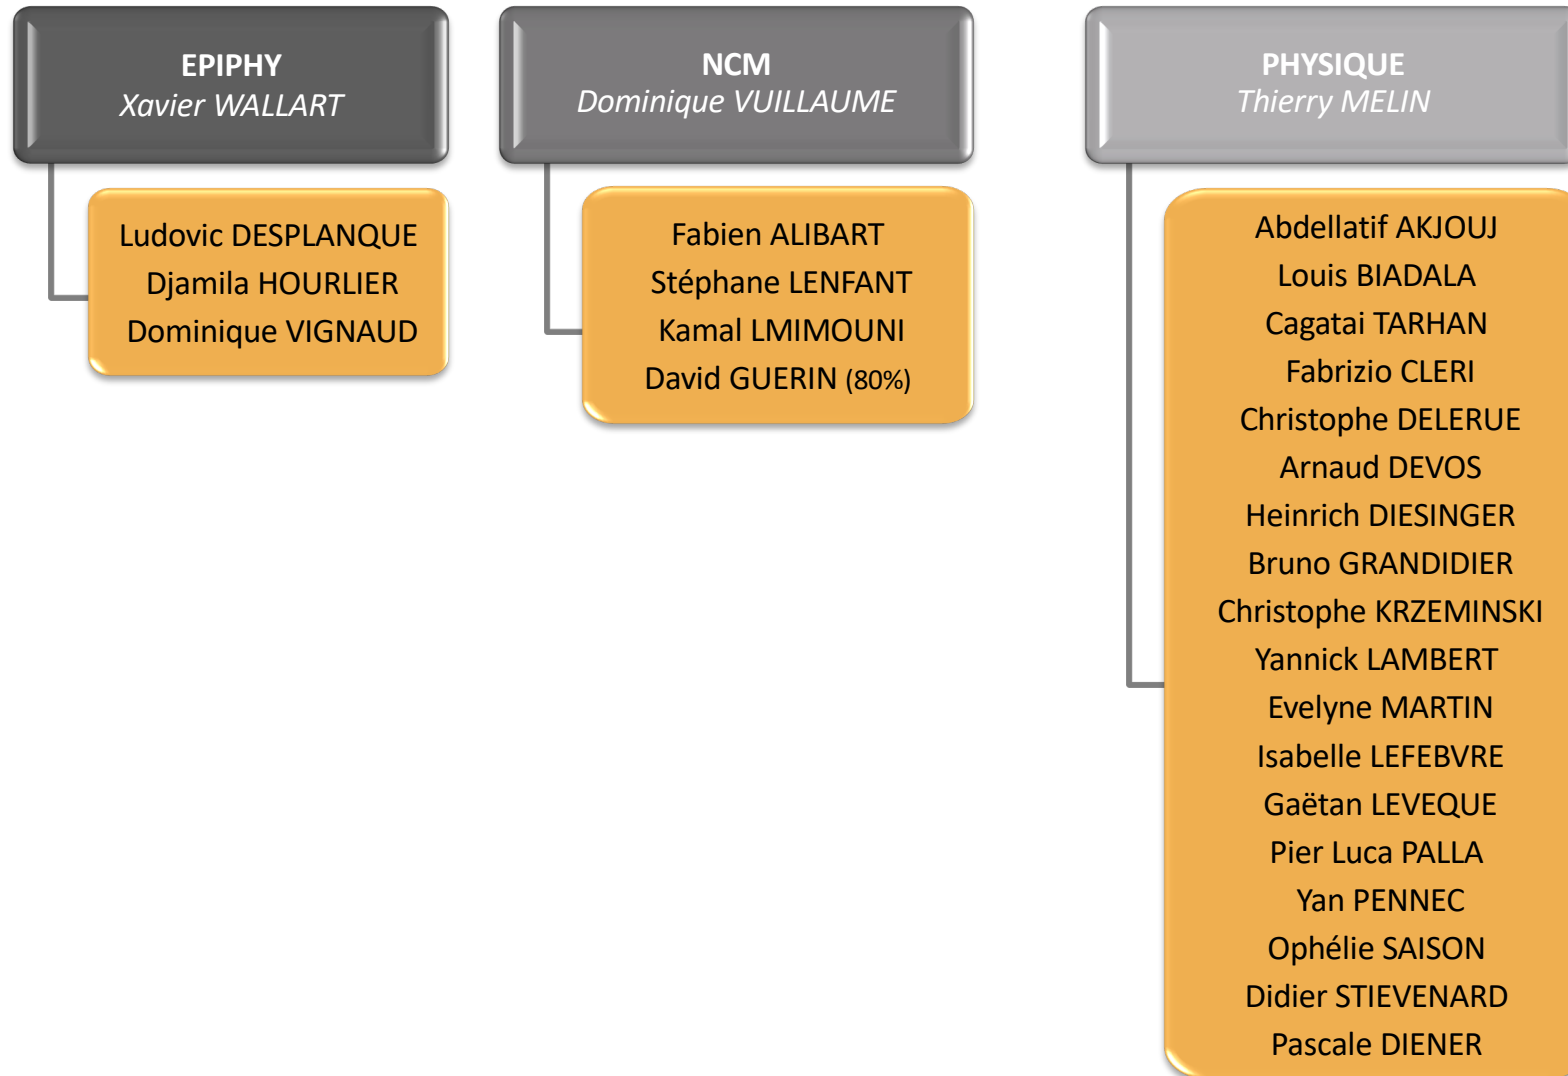 EPIPHY
Xavier WALLART
Ludovic DESPLANQUE
Djamila HOURLIER
Dominique VIGNAUD
NCM
Dominique VUILLAUME
Fabien ALIBART
Stéphane LENFANT
Kamal LMIMOUNI
David GUERIN (80%)
PHYSIQUE
Thierry MELIN
Abdellatif AKJOUJ
Louis BIADALA
Cagatai TARHAN
Fabrizio CLERI
Christophe DELERUE
Arnaud DEVOS
Heinrich DIESINGER
Bruno GRANDIDIER
Christophe KRZEMINSKI
Yannick LAMBERT
Evelyne MARTIN
Isabelle LEFEBVRE
Gaëtan LEVEQUE
Pier Luca PALLA
Yan PENNEC
Ophélie SAISON
Didier STIEVENARD
Pascale DIENER